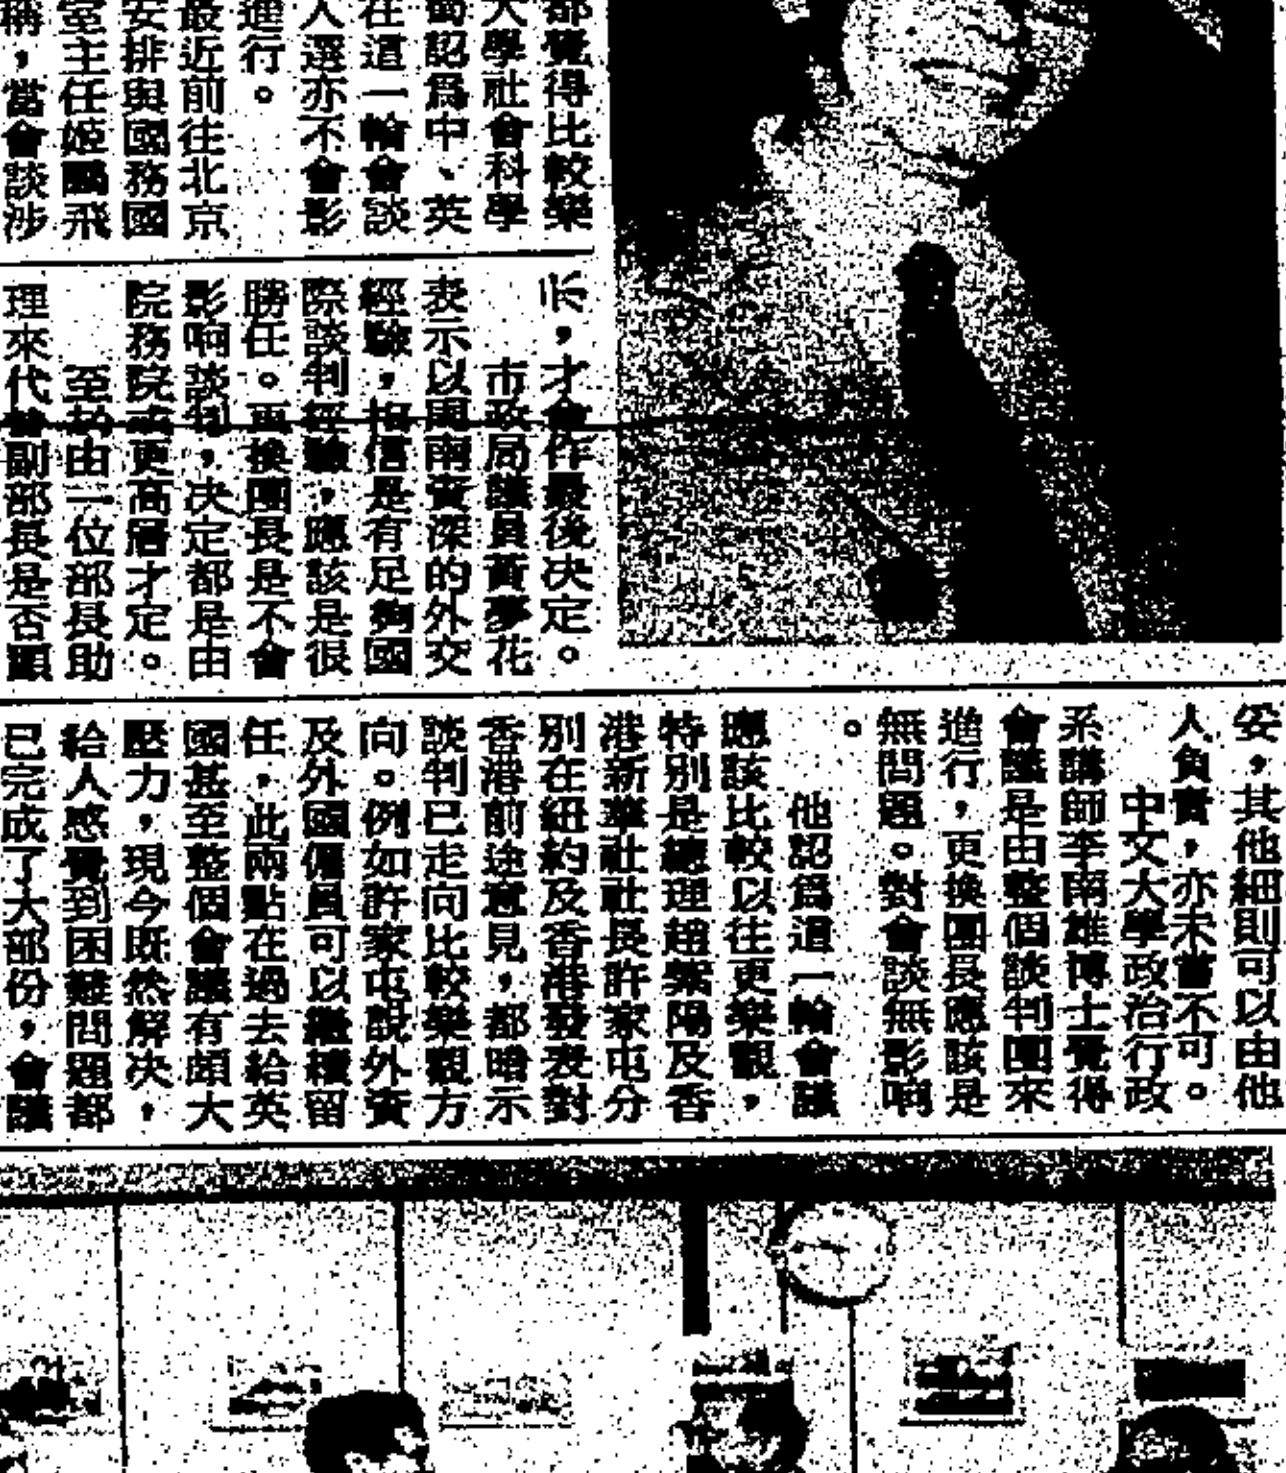 都覺得比較樂
大學社會科學
認爲中、英
在這一輪會談
人選亦不會影
進行。
最近前往北京
安排與國務國
室主任姬鵬飛
稱，當會談涉
，才會作最後決定。
市政局議員黃夢花
表示以周南資深的外交
經驗，相信是有足夠國
際談判經驗，應該是很
勝任。更換團長是不會
影响談判，決定都是由
院務院或更高層才定。
至於由一位部長助
理來代替副部長是否顯
妥，其他細則可以由他
人負責，亦未嘗不可。
中文大學政治行政
系講師李南雄博士覺得
會議是由整個談判團來
進行，更換團長應該是
無問題。對會談無影响
。
他認爲這一輪會議
應該比較以往更樂觀，
特別是總理趙紫陽及香
港新華社社長許家屯分
別在紐約及香港發表對
香港前途意見，都暗示
談判已走向比較樂觀方
向。例如許家屯說外資
及外國僱員可以繼續留
任，此兩點在過去給英
國甚至整個會議有頗大
壓力，現今既然解決，
給人感覺到困難問題都
已完成了大部份，會議